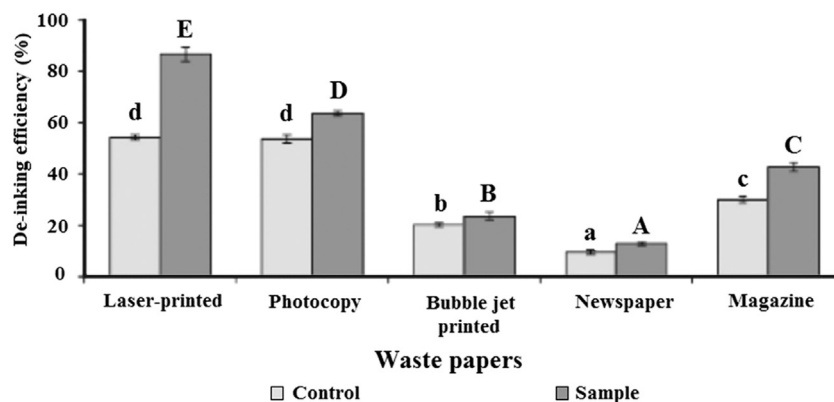 De-inking efficiency (%)
100
80
60
40
20
0
d
E
d
D
b
B
a
A
c
C
Laser-printed
Photocopy
Bubble jet
printed
Newspaper
Magazine
Waste papers
Control
Sample